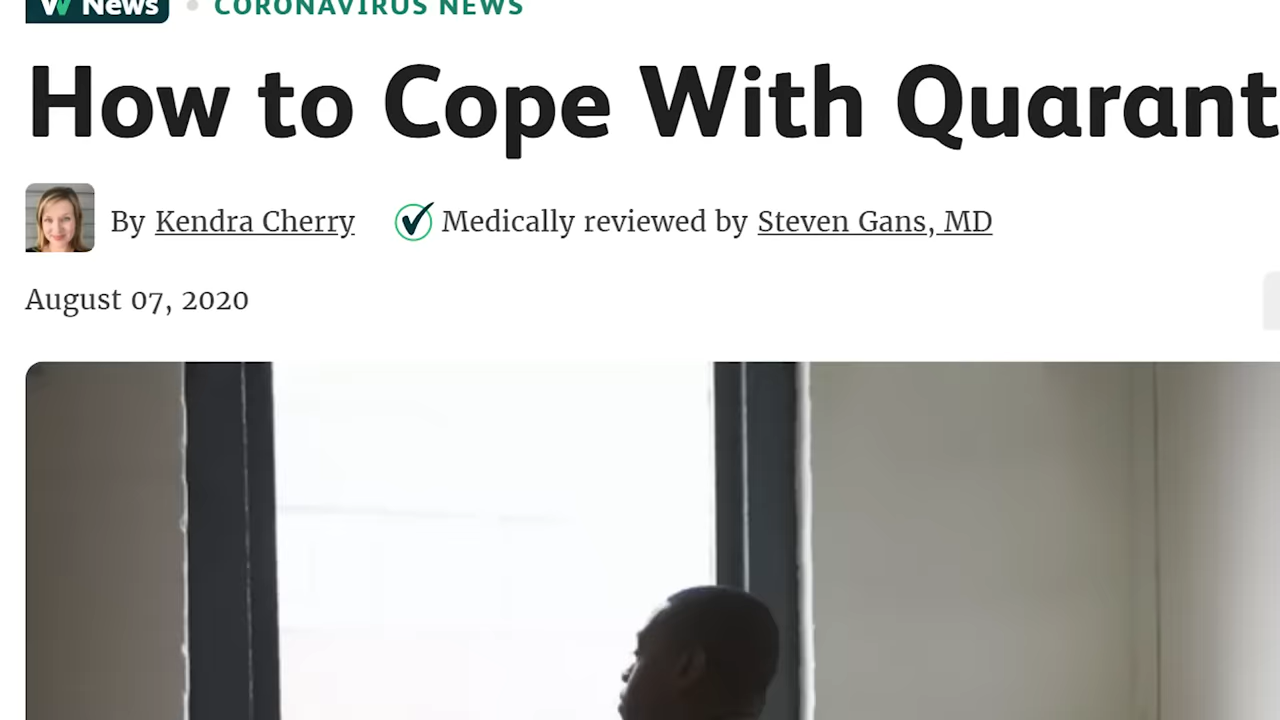 News CORONAVIRUS NEWS
How to Cope With Quarant
By Kendra Cherry Medically reviewed by Steven Gans, MD
August 07, 2020